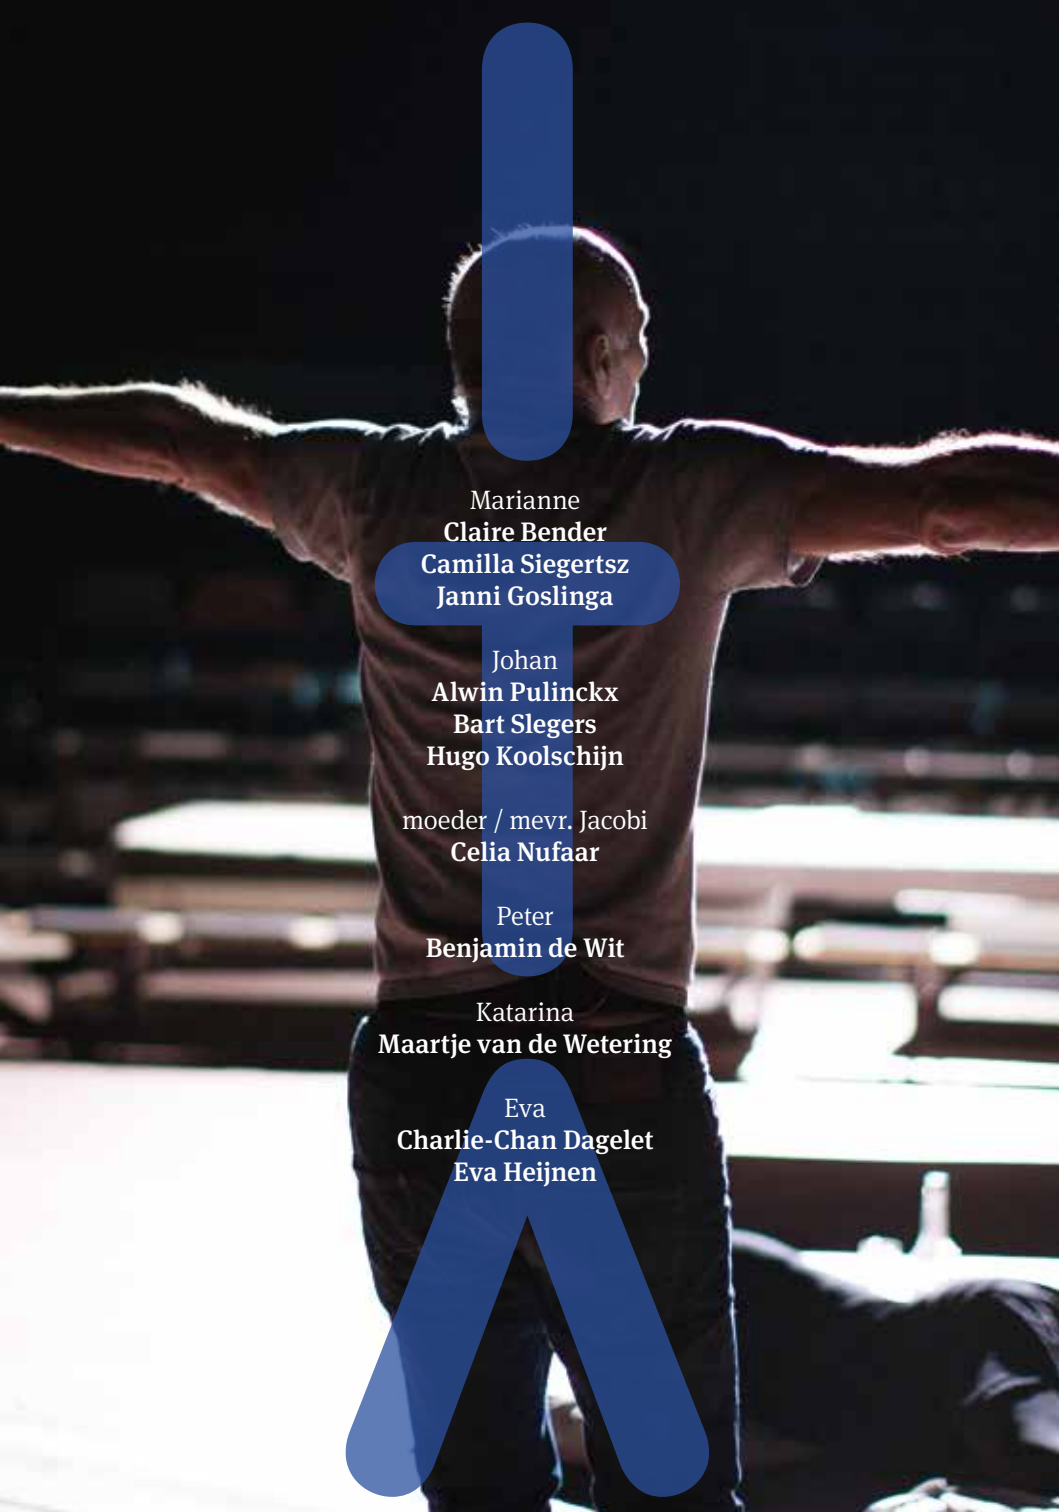 Marianne
Claire Bender
Camilla Siegertsz
Janni Goslinga
Johan
Alwin Pulinckx
Bart Slegers
Hugo Koolschijn
moeder / mevr. Jacobi
Celia Nufaar
Peter
Benjamin de Wit
Katarina
Maartje van de Wetering
Eva
Charlie-Chan Dagelet
Eva Heijnen